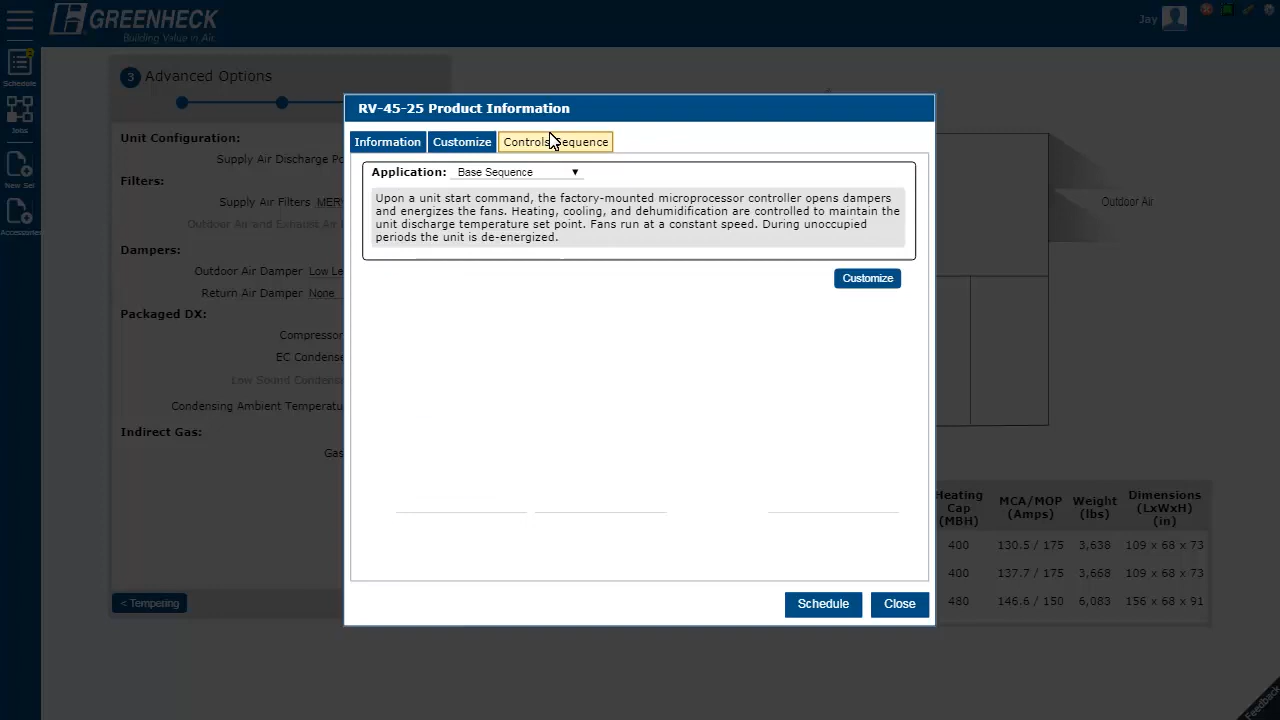 GREENHECK
Building Value in Air.
Jay
Schedule
Jobs
New Sel
Accessories
3 Advanced Options
Unit Configuration:
Supply Air Discharge Po
Filters:
Supply Air Filters MER
Outdoor Air and Exhaust Air
Dampers:
Outdoor Air Damper Low Le
Return Air Damper None
Packaged DX:
Compressor
EC Condense
Low Sound Condens
Condensing Ambient Temperatu
Indirect Gas:
Gas
< Tempering
RV-45-25 Product Information
Information
Customize
Controls Sequence
Application: Base Sequence
Upon a unit start command, the factory-mounted microprocessor controller opens dampers
and energizes the fans. Heating, cooling, and dehumidification are controlled to maintain the
unit discharge temperature set point. Fans run at a constant speed. During unoccupied
periods the unit is de-energized.
Customize
Schedule
Close
Outdoor Air
Heating Cap (MBH) MCA/MOP (Amps) Weight (lbs) Dimensions (LxWxH) (in)
400 130.5 / 175 3,638 109 x 68 x 73
400 137.7 / 175 3,668 109 x 68 x 73
480 146.6 / 150 6,083 156 x 68 x 91
Feedback